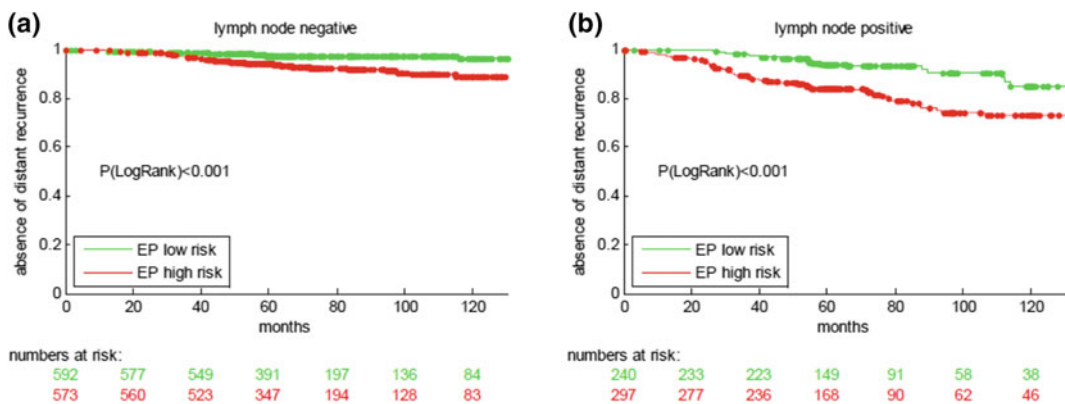 (a)
lymph node negative
absence of distant recurrence
1
0.8
0.6
0.4
0.2
0
P(LogRank)<0.001
EP low risk
EP high risk
0 20 40 60 80 100 120
months
numbers at risk:
592 577 549 391 197 136 84
573 560 523 347 194 128 83
(b)
lymph node positive
absence of distant recurrence
1
0.8
0.6
0.4
0.2
0
P(LogRank)<0.001
EP low risk
EP high risk
0 20 40 60 80 100 120
months
numbers at risk:
240 233 223 149 91 58 38
297 277 236 168 90 62 46